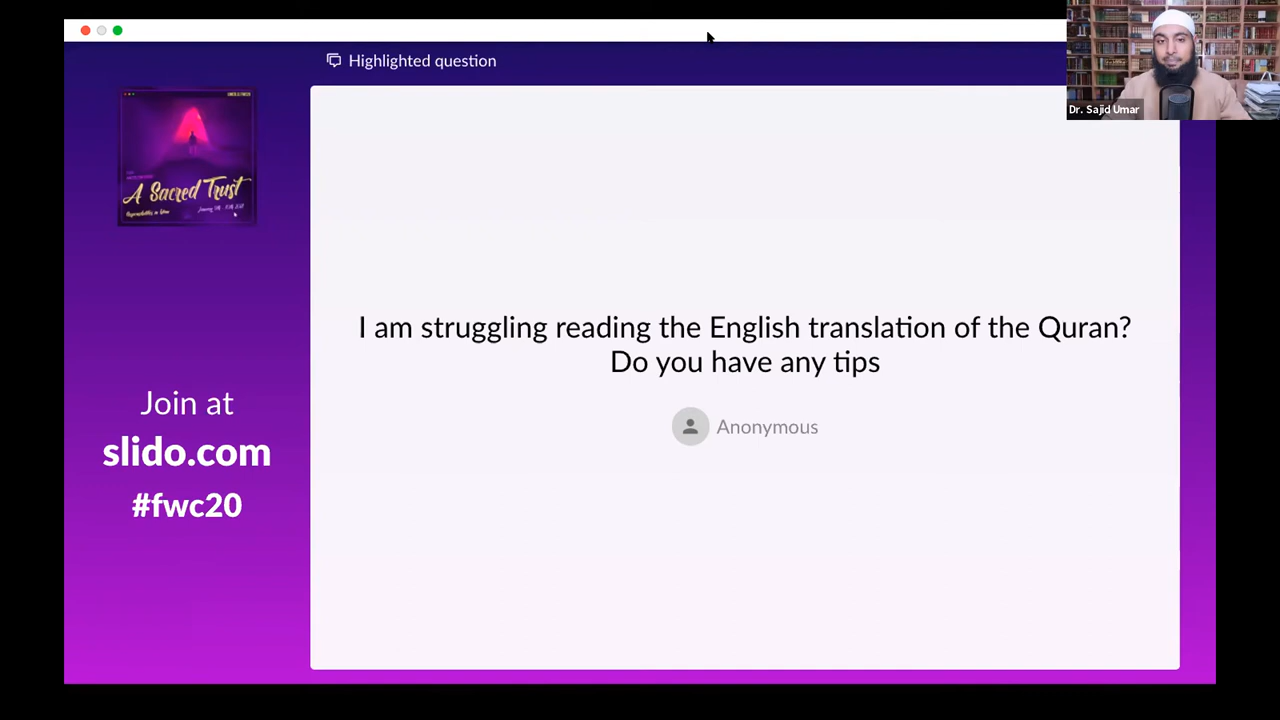 Highlighted question
Dr. Sajid Umar
A Sacred Trust
I am struggling reading the English translation of the Quran?
Do you have any tips
Anonymous
Join at
slido.com
#fwc20